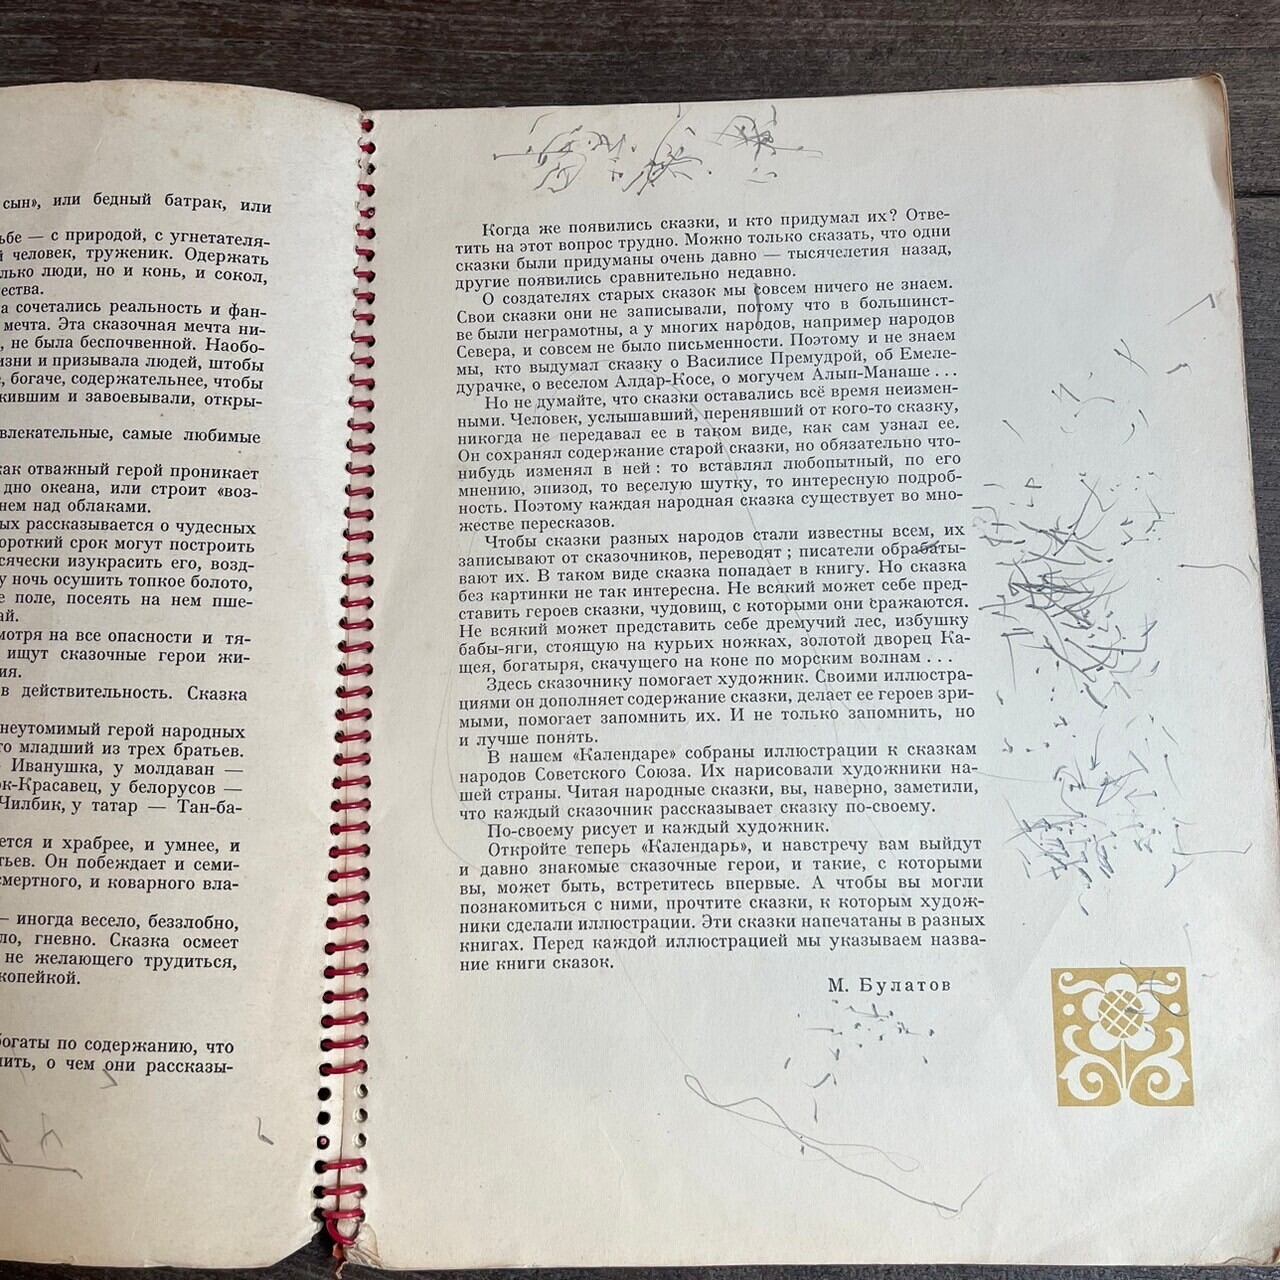 сын», или бедный батрак, или
ьбе — с природой, с угнетателя-
й человек, труженик. Одержать
лько люди, но и конь, и сокол,
ества.
а сочетались реальность и фан-
мечта. Эта сказочная мечта ни-
, не была беспочвенной. Наобо-
изни и призывала людей, чтобы
, богаче, содержательнее, чтобы
жившим и завоевывали, откры-
влекательные, самые любимые
как отважный герой проникает
дно океана, или строит «воз-
нем над облаками.
ых рассказывается о чудесных
ороткий срок могут построить
сячески изукрасить его, возд-
у ночь осушить топкое болото,
е поле, посеять на нем пше-
ай.
мотря на все опасности и тя-
ищут сказочные герои жи-
ия.
в действительность. Сказка
неутомимый герой народных
то младший из трех братьев.
Иванушка, у молдаван —
ок-Красавец, у белорусов —
Чилбик, у татар — Тан-ба-
ется и храбрее, и умнее, и
тьев. Он побеждает и семи-
смертного, и коварного вла-
— иногда весело, беззлобно,
ло, гневно. Сказка осмеет
не желающего трудиться,
копейкой.
богаты по содержанию, что
нить, о чем они рассказы-
Когда же появились сказки, и кто придумал их? Отве-
тить на этот вопрос трудно. Можно только сказать, что одни
сказки были придуманы очень давно — тысячелетия назад,
другие появились сравнительно недавно.
О создателях старых сказок мы совсем ничего не знаем.
Свои сказки они не записывали, потому что в большинст-
ве были неграмотны, а у многих народов, например народов
Севера, и совсем не было письменности. Поэтому и не знаем
мы, кто выдумал сказку о Василисе Премудрой, об Емеле-
дурачке, о веселом Алдар-Косе, о могучем Алып-Манаше . . .
Но не думайте, что сказки оставались всё время неизмен-
ными. Человек, услышавший, перенявший от кого-то сказку,
никогда не передавал ее в таком виде, как сам узнал ее.
Он сохранял содержание старой сказки, но обязательно что-
нибудь изменял в ней : то вставлял любопытный, по его
мнению, эпизод, то веселую шутку, то интересную подроб-
ность. Поэтому каждая народная сказка существует во мно-
жестве пересказов.
Чтобы сказки разных народов стали известны всем, их
записывают от сказочников, переводят ; писатели обрабаты-
вают их. В таком виде сказка попадает в книгу. Но сказка
без картинки не так интересна. Не всякий может себе пред-
ставить героев сказки, чудовищ, с которыми они сражаются.
Не всякий может представить себе дремучий лес, избушку
бабы-яги, стоящую на курьих ножках, золотой дворец Ка-
щея, богатыря, скачущего на коне по морским волнам . . .
Здесь сказочнику помогает художник. Своими иллюстра-
циями он дополняет содержание сказки, делает ее героев зри-
мыми, помогает запомнить их. И не только запомнить, но
и лучше понять.
В нашем «Календаре» собраны иллюстрации к сказкам
народов Советского Союза. Их нарисовали художники на-
шей страны. Читая народные сказки, вы, наверно, заметили,
что каждый сказочник рассказывает сказку по-своему.
По-своему рисует и каждый художник.
Откройте теперь «Календарь», и навстречу вам выйдут
и давно знакомые сказочные герои, и такие, с которыми
вы, может быть, встретитесь впервые. А чтобы вы могли
познакомиться с ними, прочтите сказки, к которым худож-
ники сделали иллюстрации. Эти сказки напечатаны в разных
книгах. Перед каждой иллюстрацией мы указываем назва-
ние книги сказок.
М. Булатов